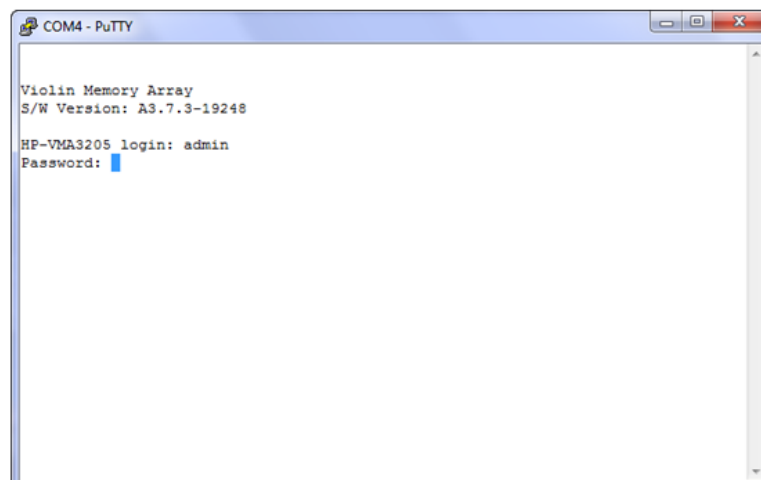 COM4 - PuTTY
Violin Memory Array
S/W Version: A3.7.3-19248
HP-VMA3205 login: admin
Password: